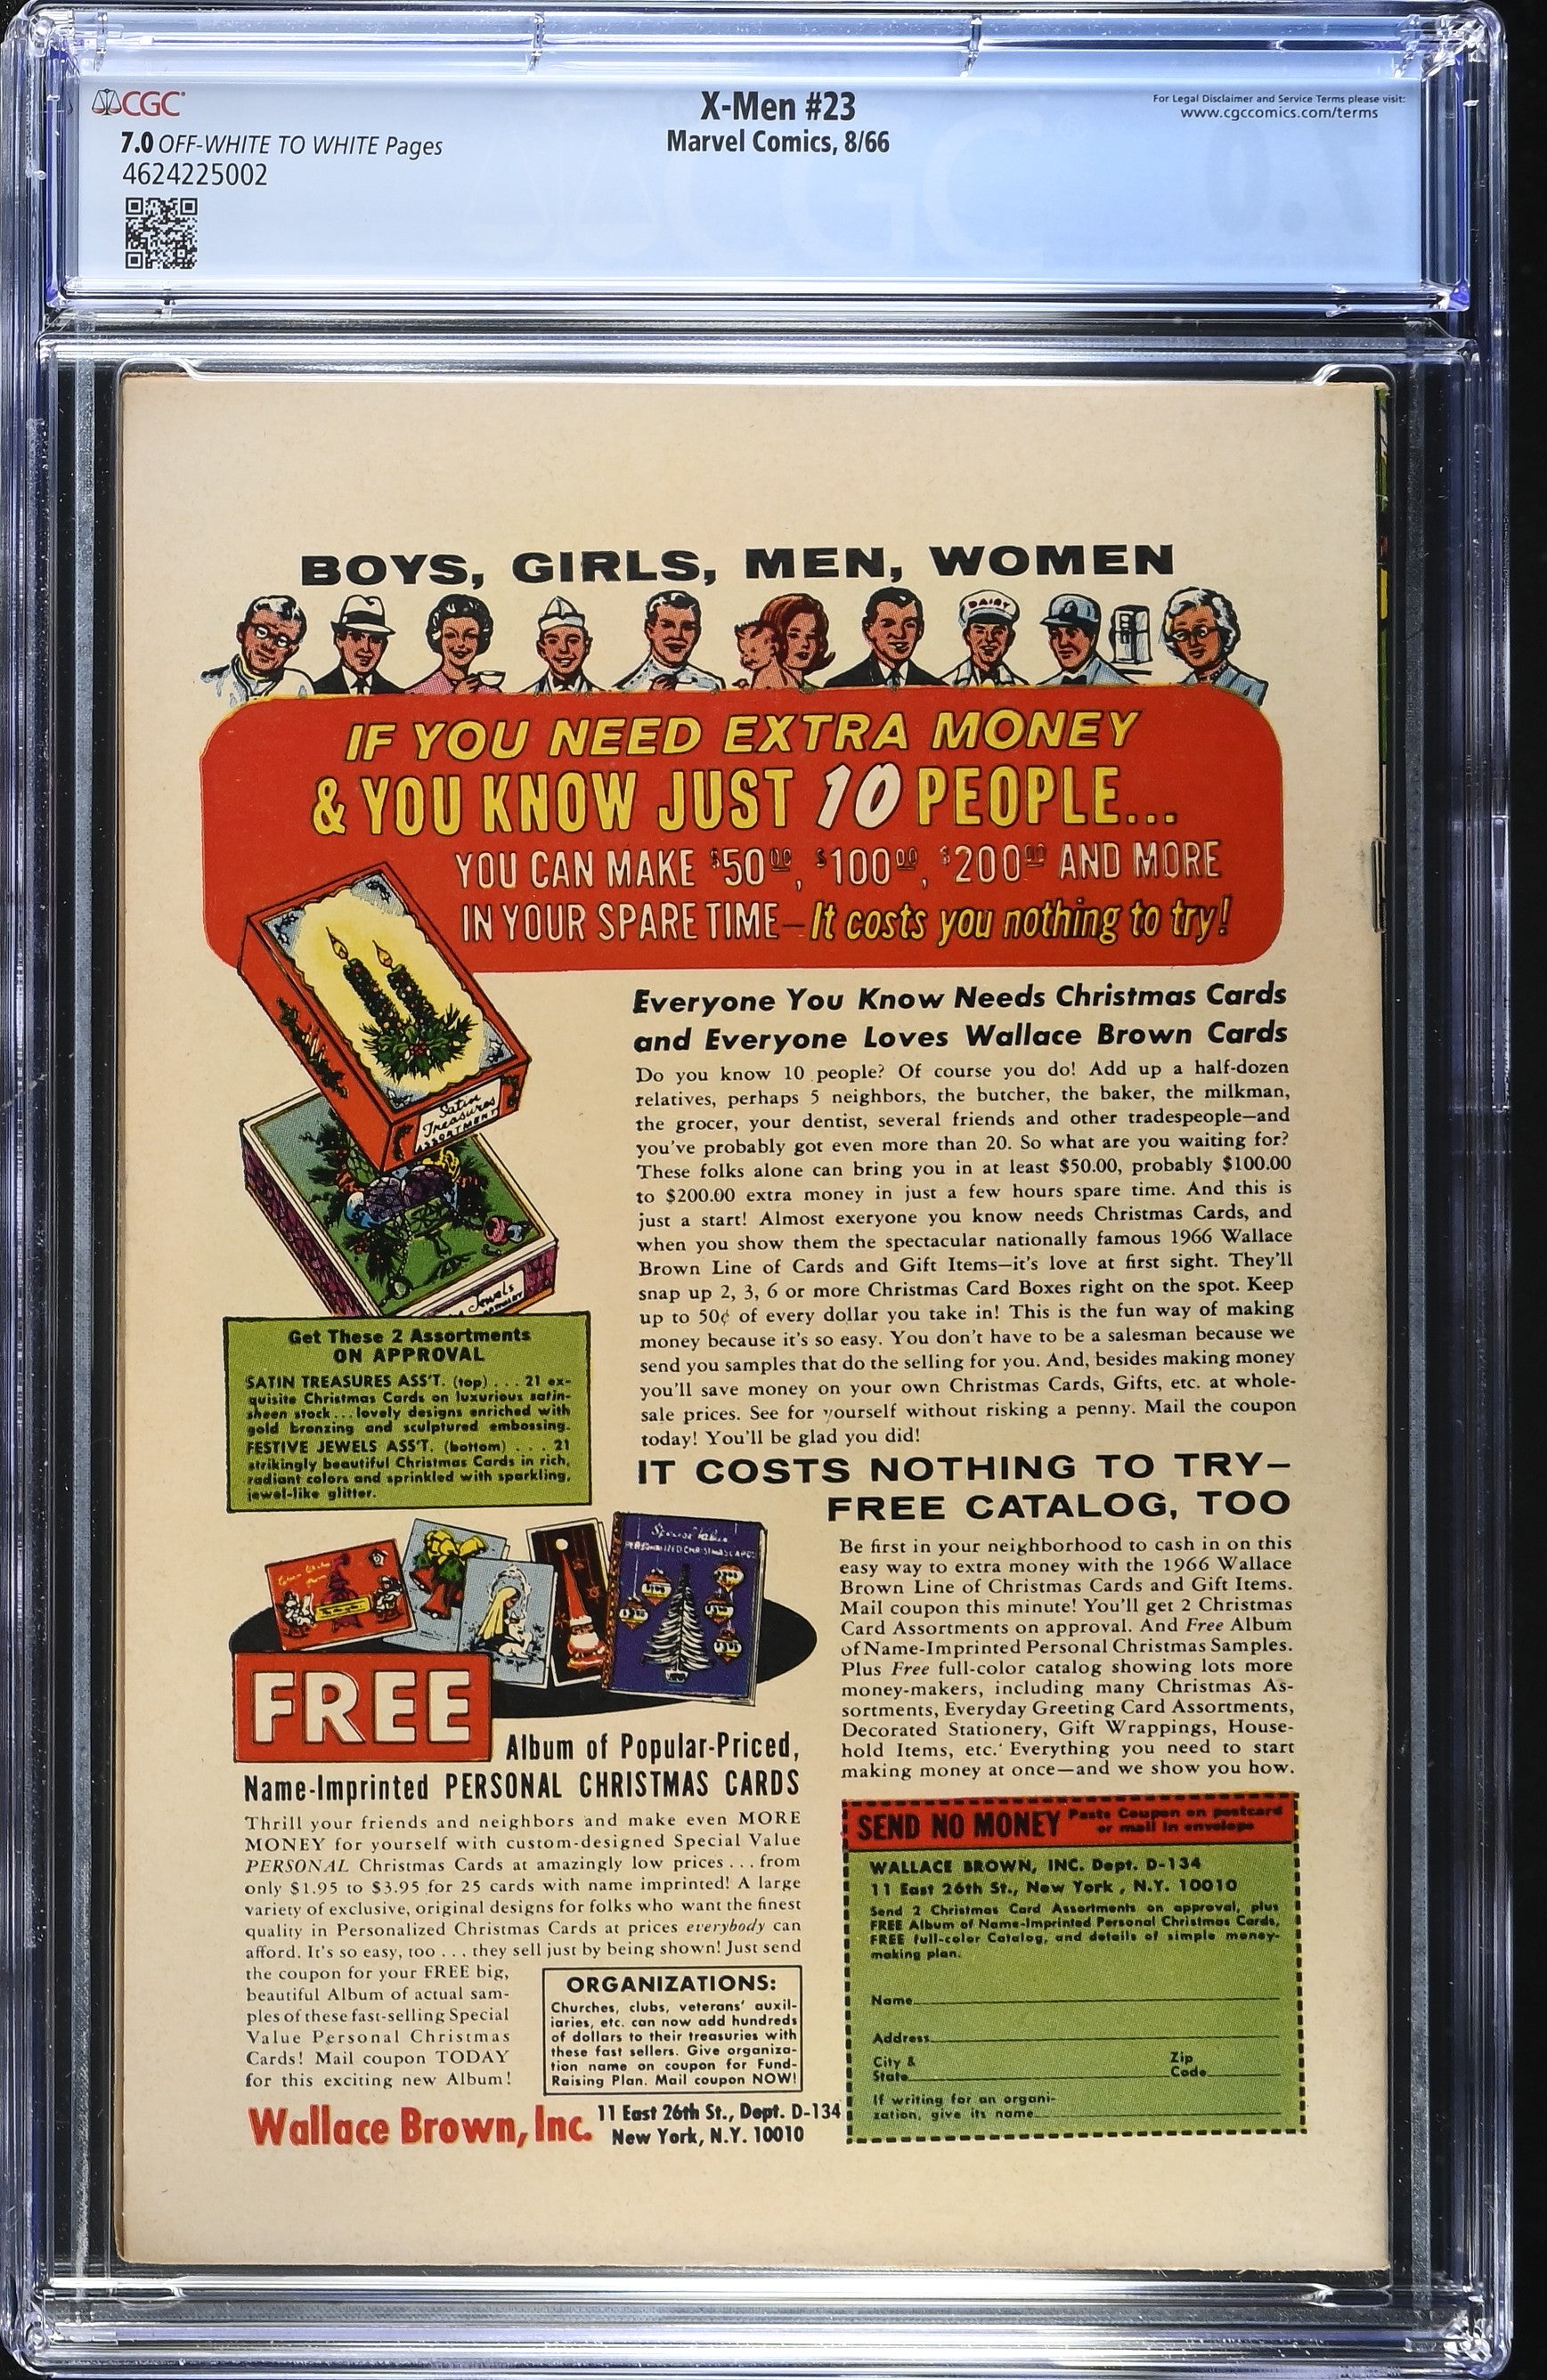 CGC
7.0 OFF-WHITE TO WHITE Pages
4624225002
X-Men #23
Marvel Comics, 8/66
For Legal Disclaimer and Service Terms please visit:
www.cgccomics.com/terms
BOYS, GIRLS, MEN, WOMEN
DAIRY
IF YOU NEED EXTRA MONEY
& YOU KNOW JUST 10 PEOPLE...
YOU CAN MAKE $50.00, $100.00, $200.00 AND MORE
IN YOUR SPARE TIME—It costs you nothing to try!
Satin
Treasures
ASSORTMENT
Jewels
Get These 2 Assortments
ON APPROVAL
SATIN TREASURES ASS'T. (top) . . . 21 ex-
quisite Christmas Cards on luxurious satin-
sheen stock . . . lovely designs enriched with
gold bronzing and sculptured embossing.
FESTIVE JEWELS ASS'T. (bottom) . . . 21
strikingly beautiful Christmas Cards in rich,
radiant colors and sprinkled with sparkling,
jewel-like glitter.
Everyone You Know Needs Christmas Cards
and Everyone Loves Wallace Brown Cards
Do you know 10 people? Of course you do! Add up a half-dozen
relatives, perhaps 5 neighbors, the butcher, the baker, the milkman,
the grocer, your dentist, several friends and other tradespeople—and
you've probably got even more than 20. So what are you waiting for?
These folks alone can bring you in at least $50.00, probably $100.00
to $200.00 extra money in just a few hours spare time. And this is
just a start! Almost exeryone you know needs Christmas Cards, and
when you show them the spectacular nationally famous 1966 Wallace
Brown Line of Cards and Gift Items—it's love at first sight. They'll
snap up 2, 3, 6 or more Christmas Card Boxes right on the spot. Keep
up to 50¢ of every dollar you take in! This is the fun way of making
money because it's so easy. You don't have to be a salesman because we
send you samples that do the selling for you. And, besides making money
you'll save money on your own Christmas Cards, Gifts, etc. at whole-
sale prices. See for yourself without risking a penny. Mail the coupon
today! You'll be glad you did!
IT COSTS NOTHING TO TRY—
FREE CATALOG, TOO
Be first in your neighborhood to cash in on this
easy way to extra money with the 1966 Wallace
Brown Line of Christmas Cards and Gift Items.
Mail coupon this minute! You'll get 2 Christmas
Card Assortments on approval. And Free Album
of Name-Imprinted Personal Christmas Samples.
Plus Free full-color catalog showing lots more
money-makers, including many Christmas As-
sortments, Everyday Greeting Card Assortments,
Decorated Stationery, Gift Wrappings, House-
hold Items, etc. Everything you need to start
making money at once—and we show you how.
Special Value
PERSONALIZED CHRISTMAS CARDS
FREE
Album of Popular-Priced,
Name-Imprinted PERSONAL CHRISTMAS CARDS
Thrill your friends and neighbors and make even MORE
MONEY for yourself with custom-designed Special Value
PERSONAL Christmas Cards at amazingly low prices . . . from
only $1.95 to $3.95 for 25 cards with name imprinted! A large
variety of exclusive, original designs for folks who want the finest
quality in Personalized Christmas Cards at prices everybody can
afford. It's so easy, too . . . they sell just by being shown! Just send
the coupon for your FREE big,
beautiful Album of actual sam-
ples of these fast-selling Special
Value Personal Christmas
Cards! Mail coupon TODAY
for this exciting new Album!
ORGANIZATIONS:
Churches, clubs, veterans' auxil-
iaries, etc. can now add hundreds
of dollars to their treasuries with
these fast sellers. Give organiza-
tion name on coupon for Fund-
Raising Plan. Mail coupon NOW!
Wallace Brown, Inc. 11 East 26th St., Dept. D-134
New York, N.Y. 10010
SEND NO MONEY Paste Coupon on postcard
or mail in envelope
WALLACE BROWN, INC. Dept. D-134
11 East 26th St., New York , N.Y. 10010
Send 2 Christmas Card Assortments on approval, plus
FREE Album of Name-Imprinted Personal Christmas Cards,
FREE full-color Catalog, and details of simple money-
making plan.
Name
Address
City &
State
Zip
Code
If writing for an organi-
zation, give its name